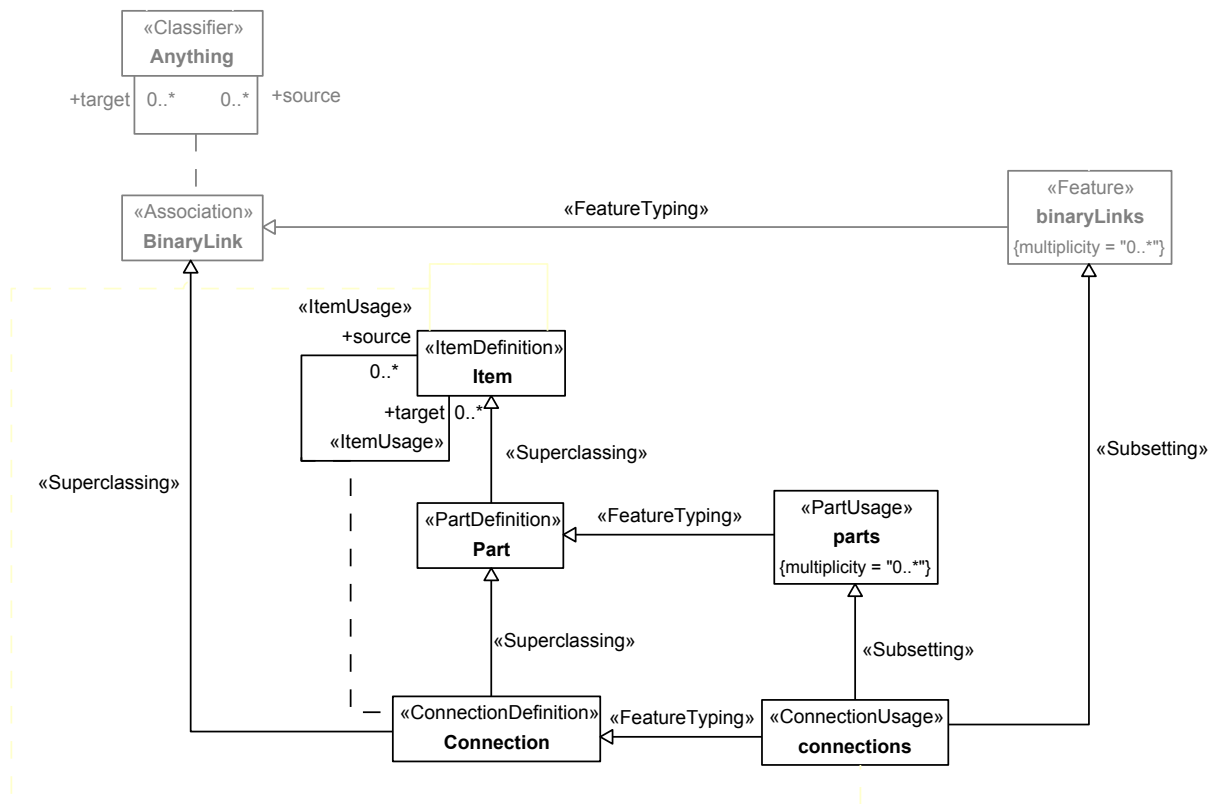 «Classifier»
Anything
+target 0..* 0..* +source
«Association»
BinaryLink
«FeatureTyping»
«Feature»
binaryLinks
{multiplicity = "0..*"}
«ItemUsage»
+source
0..*
«ItemDefinition»
Item
+target 0..*
«ItemUsage»
«Superclassing»
«Superclassing»
«Subsetting»
«PartDefinition»
Part
«FeatureTyping»
«PartUsage»
parts
{multiplicity = "0..*"}
«Superclassing»
«Subsetting»
«ConnectionDefinition»
Connection
«FeatureTyping»
«ConnectionUsage»
connections